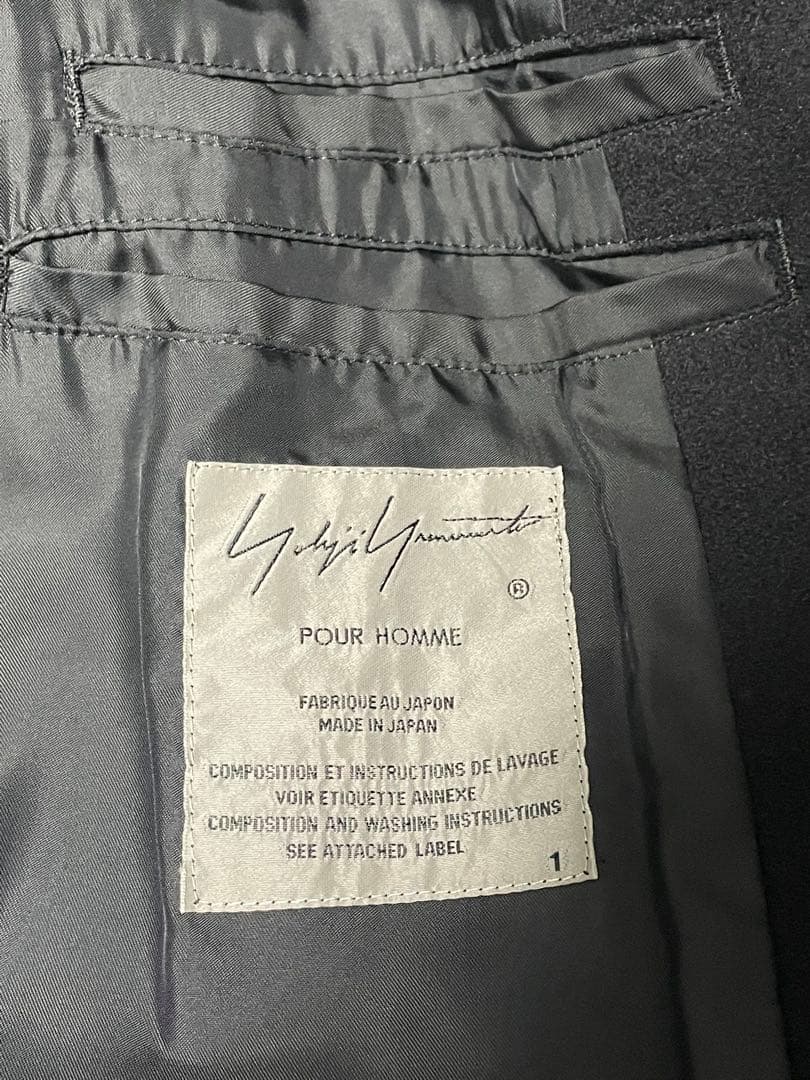 Yohji Yamamoto
®
POUR HOMME
FABRIQUE AU JAPON
MADE IN JAPAN
COMPOSITION ET INSTRUCTIONS DE LAVAGE
VOIR ETIQUETTE ANNEXE
COMPOSITION AND WASHING INSTRUCTIONS
SEE ATTACHED LABEL
1